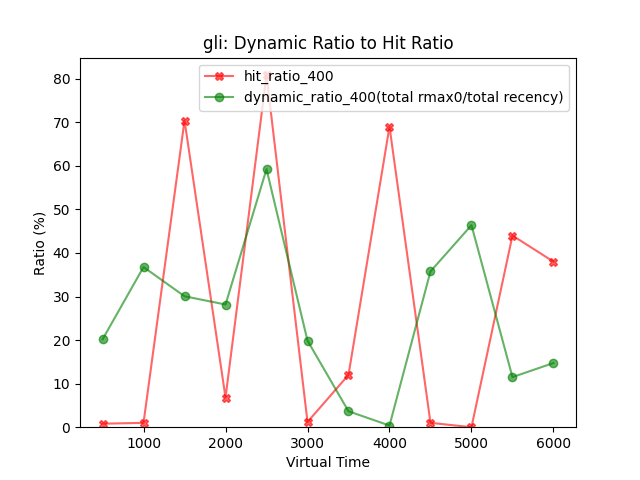 gli: Dynamic Ratio to Hit Ratio
hit_ratio_400
dynamic_ratio_400(total rmax0/total recency)
Ratio (%)
80
70
60
50
40
30
20
10
0
1000 2000 3000 4000 5000 6000
Virtual Time